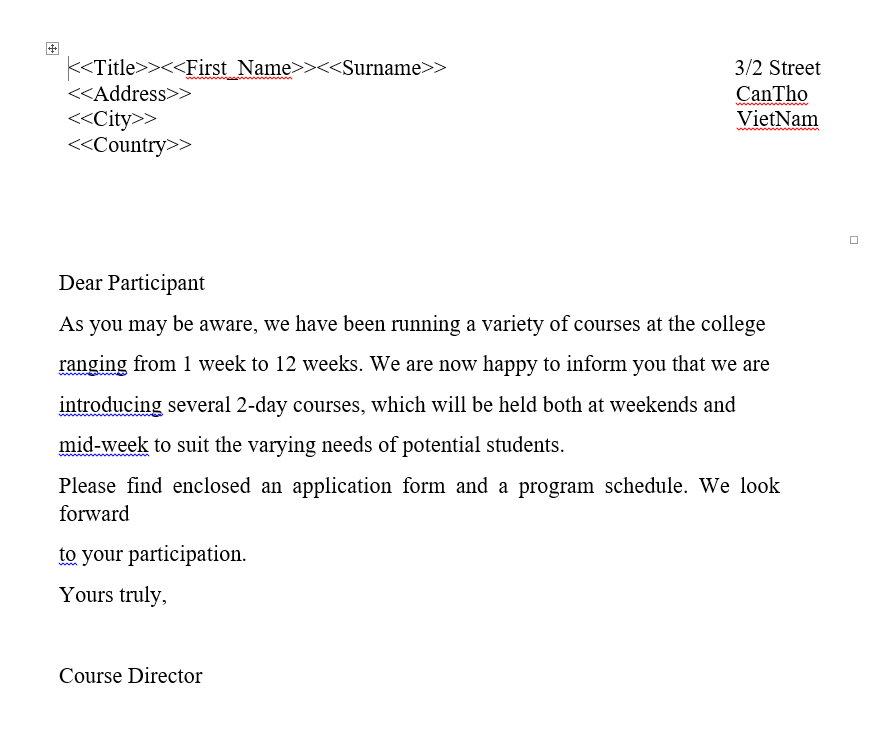 <<Title>><<First_Name>><<Surname>> 3/2 Street
<<Address>> CanTho
<<City>> VietNam
<<Country>>
Dear Participant
As you may be aware, we have been running a variety of courses at the college
ranging from 1 week to 12 weeks. We are now happy to inform you that we are
introducing several 2-day courses, which will be held both at weekends and
mid-week to suit the varying needs of potential students.
Please find enclosed an application form and a program schedule. We look
forward
to your participation.
Yours truly,
Course Director